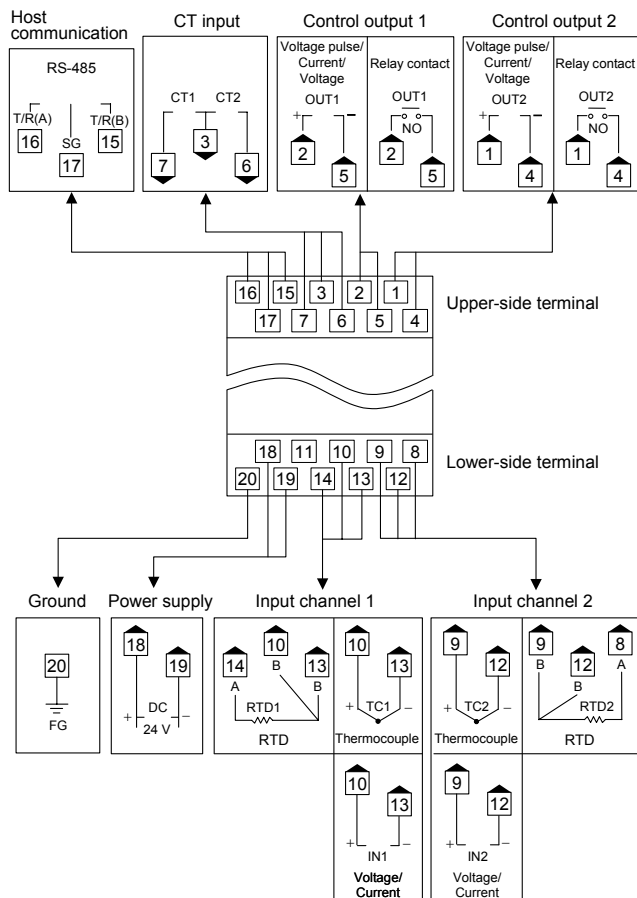 Host
communication
CT input
Control output 1
Control output 2
RS-485
T/R(A)
T/R(B)
SG
16
15
17
CT1
CT2
7
3
6
Voltage pulse/
Current/
Voltage
OUT1
+ −
2
5
Relay contact
OUT1
NO
2
5
Voltage pulse/
Current/
Voltage
OUT2
+ −
1
4
Relay contact
OUT2
NO
1
4
16 15 3 2 1
17 7 6 5 4
Upper-side terminal
18 11 10 9 8
20 19 14 13 12
Lower-side terminal
Ground
Power supply
Input channel 1
Input channel 2
20
FG
18
19
+ DC −
24 V
14
10
13
A
B
B
RTD1
RTD
10
13
+ TC1 −
Thermocouple
9
12
+ TC2 −
Thermocouple
9
12
8
B
B
A
RTD2
RTD
10
13
+ −
IN1
Voltage/
Current
9
12
+ −
IN2
Voltage/
Current